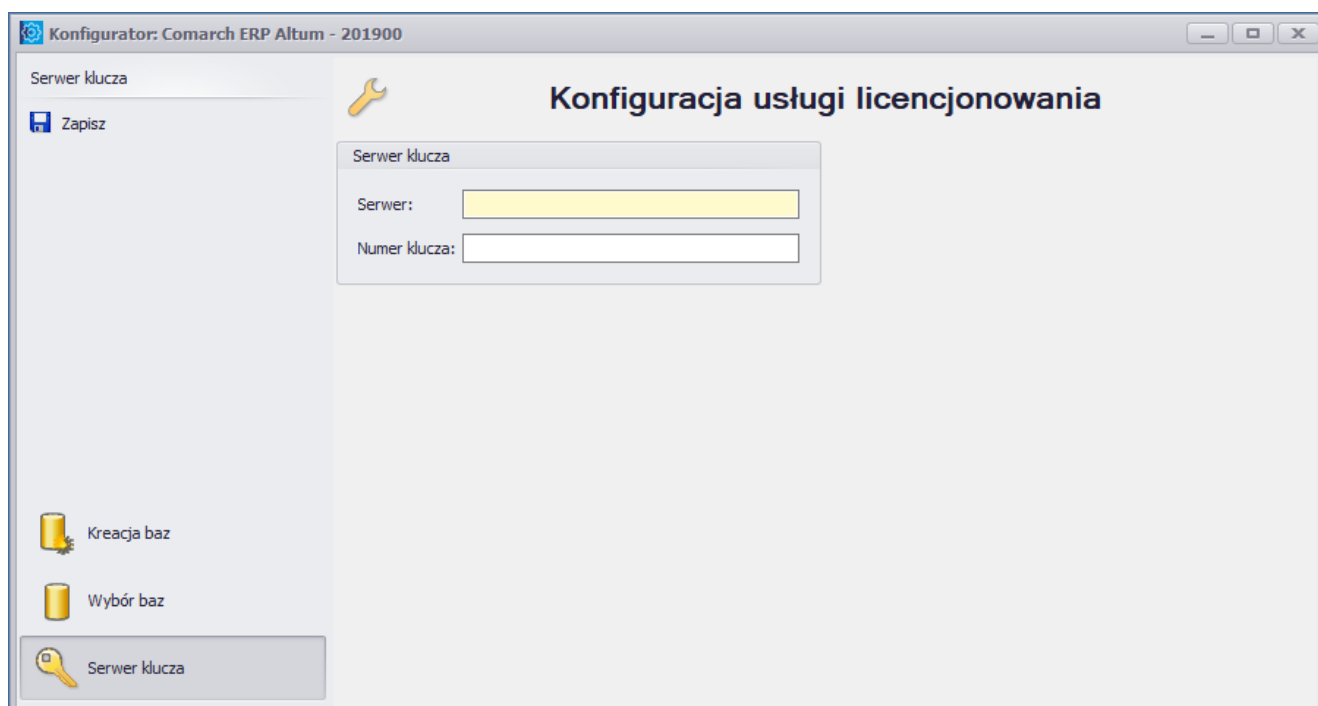 Konfigurator: Comarch ERP Altum - 201900
Serwer klucza
Zapisz
Konfiguracja usługi licencjonowania
Serwer klucza
Serwer:
Numer klucza:
Kreacja baz
Wybór baz
Serwer klucza